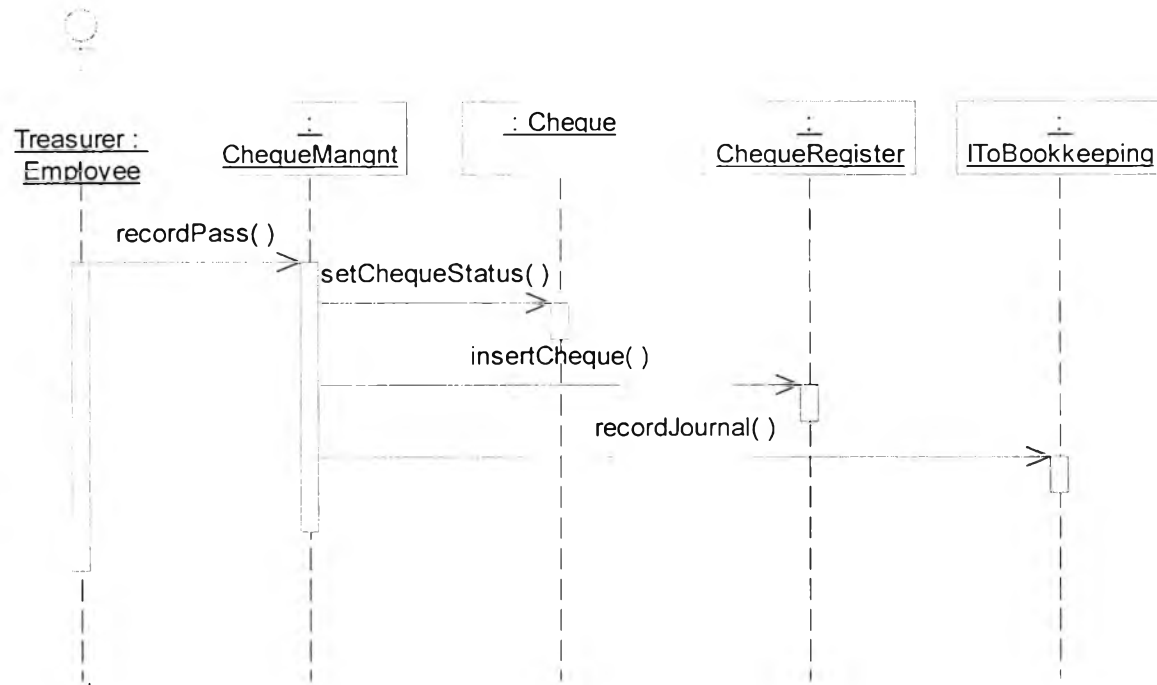 Treasurer :
Employee
:
ChequeMangnt
: Cheque
:
ChequeRegister
:
IToBookkeeping
recordPass( )
setChequeStatus( )
insertCheque( )
recordJournal( )